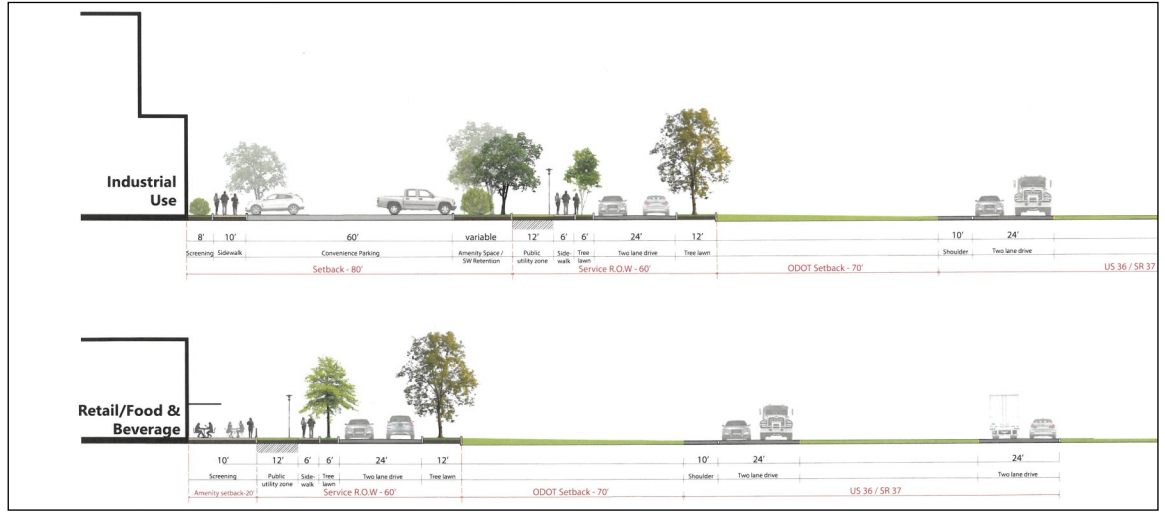 Industrial
Use
8' 10' 60' variable 12' 6' 6' 24' 12' 10' 24'
Screening Sidewalk Convenience Parking Amenity Space / Public Side- Tree Two lane drive Tree lawn Shoulder Two lane drive
SW Retention utility zone walk lawn
Setback - 80' Service R.O.W - 60' ODOT Setback - 70' US 36 / SR 37
Retail/Food &
Beverage
10' 12' 6' 6' 24' 12' 10' 24' 24'
Screening Public Side- Tree Two lane drive Tree lawn Shoulder Two lane drive Two lane drive
utility zone walk lawn
Amenity setback-20' Service R.O.W - 60' ODOT Setback - 70' US 36 / SR 37